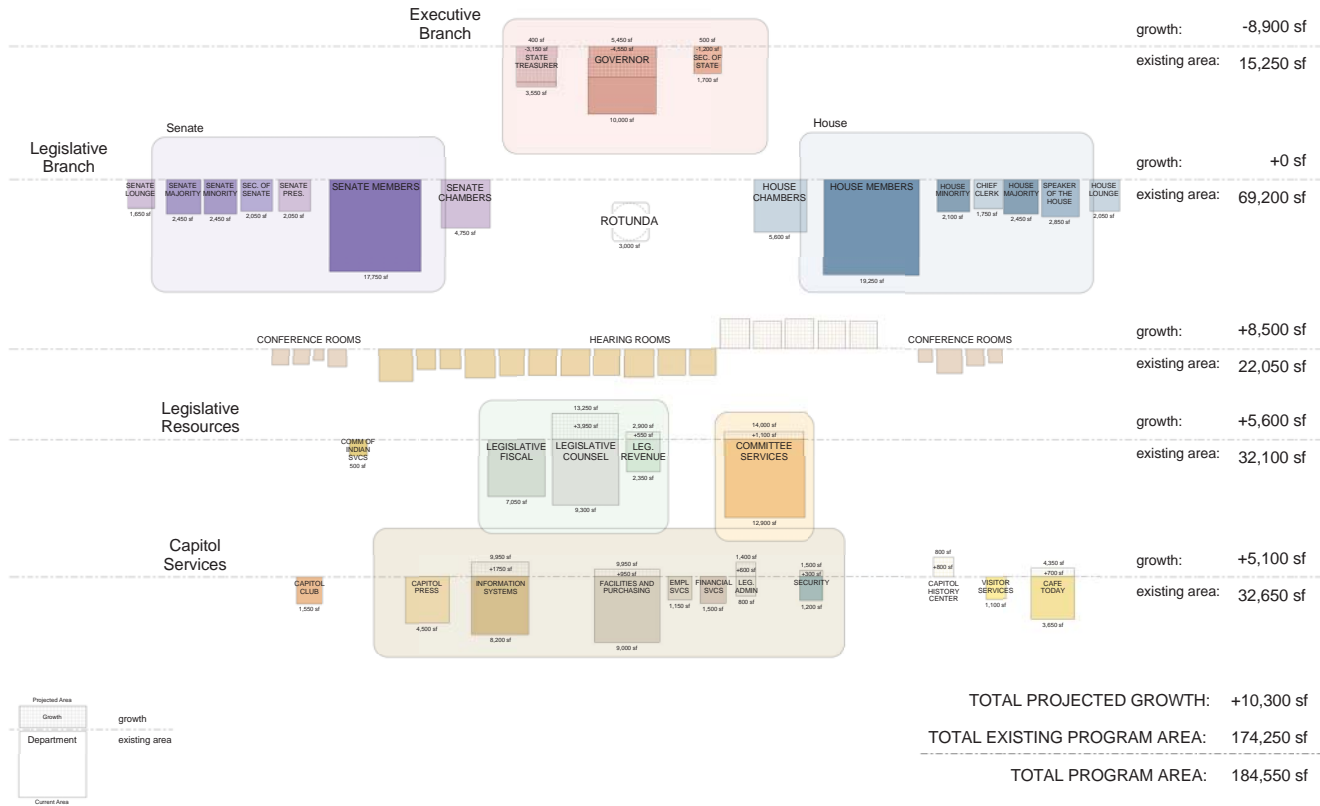 Executive
Branch
growth: -8,900 sf
existing area: 15,250 sf
400 sf
-3,150 sf
STATE
TREASURER
3,550 sf
5,450 sf
-4,550 sf
GOVERNOR
10,000 sf
500 sf
-1,200 sf
SEC. OF
STATE
1,700 sf
Legislative
Branch
growth: +0 sf
existing area: 69,200 sf
Senate
SENATE
LOUNGE
1,650 sf
SENATE
MAJORITY
2,450 sf
SENATE
MINORITY
2,450 sf
SEC. OF
SENATE
2,050 sf
SENATE
PRES.
2,050 sf
SENATE MEMBERS
17,750 sf
SENATE
CHAMBERS
4,750 sf
ROTUNDA
3,000 sf
House
HOUSE
CHAMBERS
5,600 sf
HOUSE MEMBERS
19,250 sf
HOUSE
MINORITY
2,100 sf
CHIEF
CLERK
1,750 sf
HOUSE
MAJORITY
2,450 sf
SPEAKER
OF THE
HOUSE
2,850 sf
HOUSE
LOUNGE
2,050 sf
CONFERENCE ROOMS
HEARING ROOMS
CONFERENCE ROOMS
growth: +8,500 sf
existing area: 22,050 sf
Legislative
Resources
growth: +5,600 sf
existing area: 32,100 sf
COMM OF
INDIAN
SVCS
500 sf
LEGISLATIVE
FISCAL
7,050 sf
13,250 sf
+3,950 sf
LEGISLATIVE
COUNSEL
9,300 sf
2,900 sf
+550 sf
LEG.
REVENUE
2,350 sf
14,000 sf
+1,100 sf
COMMITTEE
SERVICES
12,900 sf
Capitol
Services
growth: +5,100 sf
existing area: 32,650 sf
CAPITOL
CLUB
1,550 sf
CAPITOL
PRESS
4,500 sf
9,950 sf
+1750 sf
INFORMATION
SYSTEMS
8,200 sf
9,950 sf
+950 sf
FACILITIES AND
PURCHASING
9,000 sf
EMPL
SVCS
1,150 sf
FINANCIAL
SVCS
1,500 sf
1,400 sf
+600 sf
LEG.
ADMIN
800 sf
1,500 sf
+300 sf
SECURITY
1,200 sf
800 sf
+800 sf
CAPITOL
HISTORY
CENTER
VISITOR
SERVICES
1,100 sf
4,350 sf
+700 sf
CAFE
TODAY
3,650 sf
Projected Area
Growth
growth
Department
existing area
Current Area
TOTAL PROJECTED GROWTH: +10,300 sf
TOTAL EXISTING PROGRAM AREA: 174,250 sf
TOTAL PROGRAM AREA: 184,550 sf